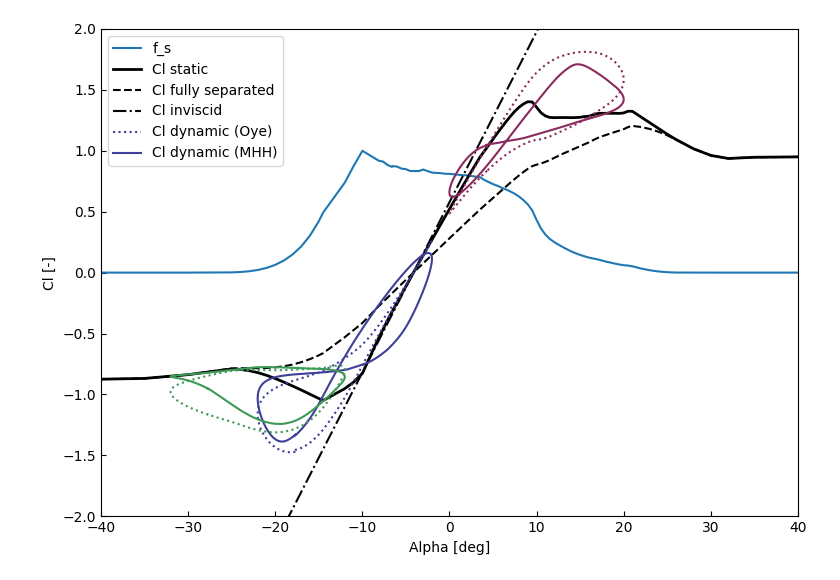 2.0
1.5
1.0
0.5
0.0
−0.5
−1.0
−1.5
−2.0
Cl [-]
f_s
Cl static
Cl fully separated
Cl inviscid
Cl dynamic (Oye)
Cl dynamic (MHH)
−40 −30 −20 −10 0 10 20 30 40
Alpha [deg]